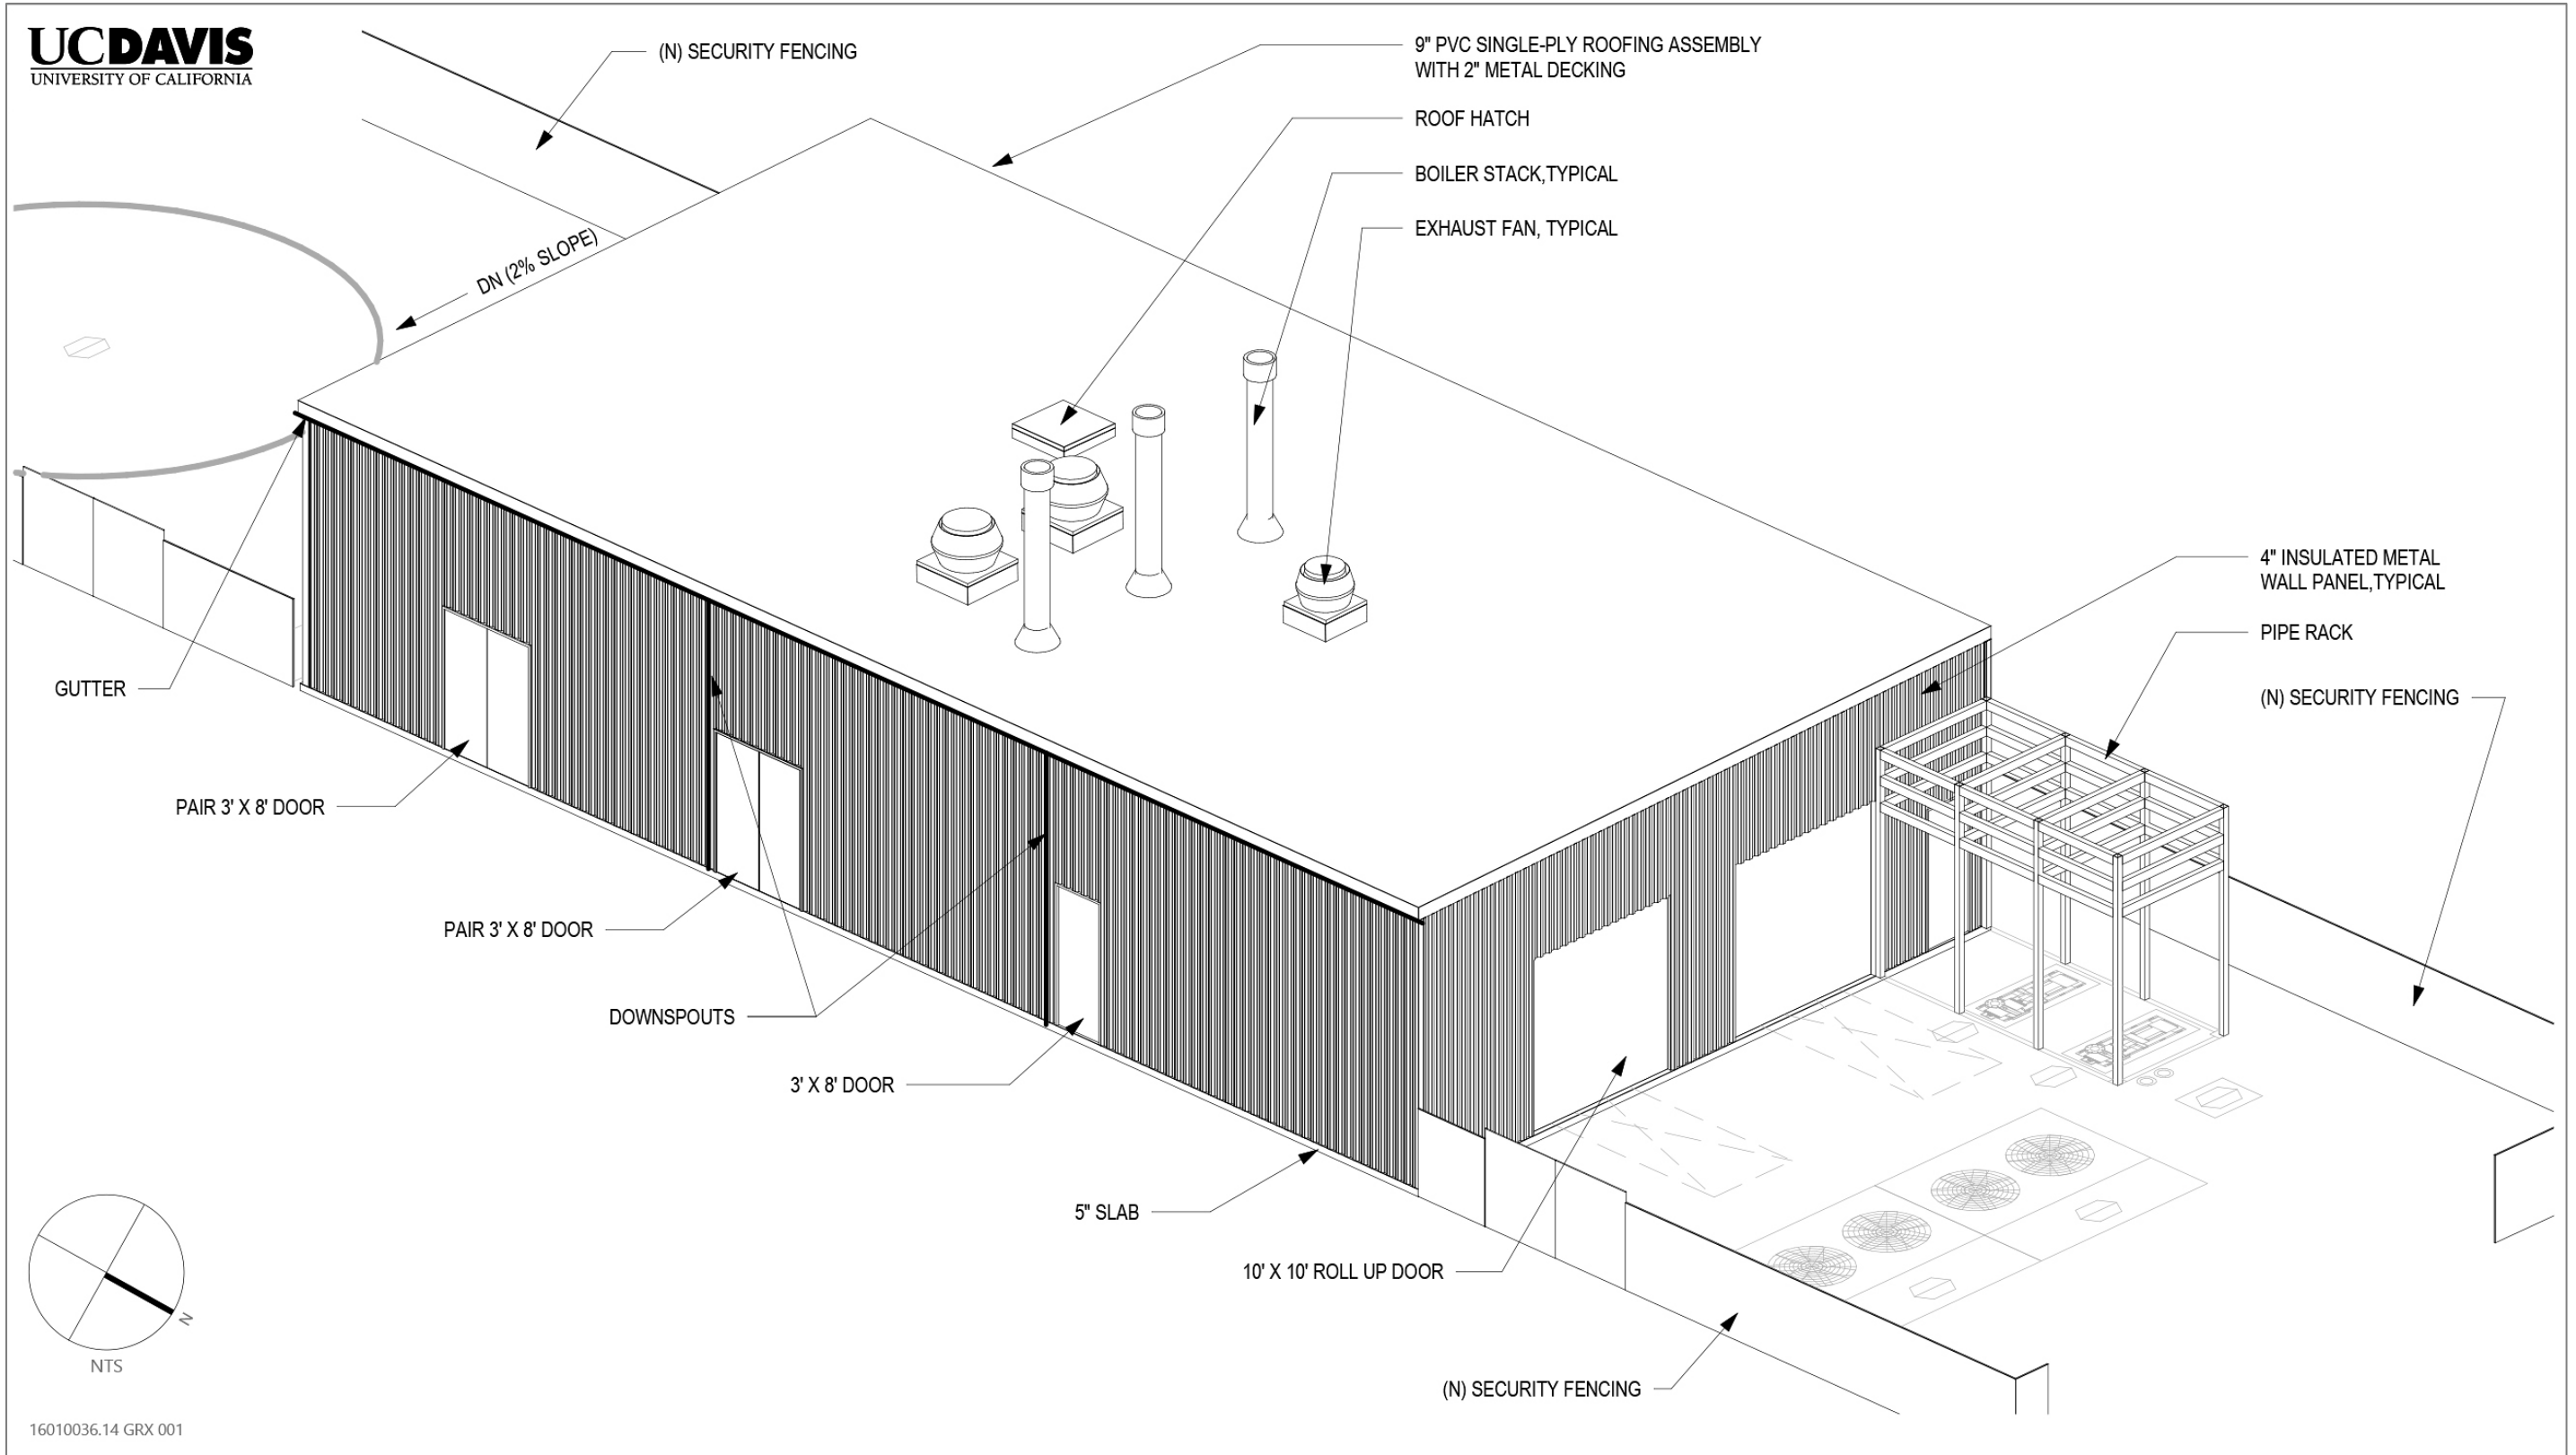 UCDAVIS
UNIVERSITY OF CALIFORNIA
(N) SECURITY FENCING
9" PVC SINGLE-PLY ROOFING ASSEMBLY
WITH 2" METAL DECKING
ROOF HATCH
BOILER STACK,TYPICAL
EXHAUST FAN, TYPICAL
DN (2% SLOPE)
4" INSULATED METAL
WALL PANEL,TYPICAL
PIPE RACK
(N) SECURITY FENCING
GUTTER
PAIR 3' X 8' DOOR
PAIR 3' X 8' DOOR
DOWNSPOUTS
3' X 8' DOOR
5" SLAB
10' X 10' ROLL UP DOOR
(N) SECURITY FENCING
N
NTS
16010036.14 GRX 001